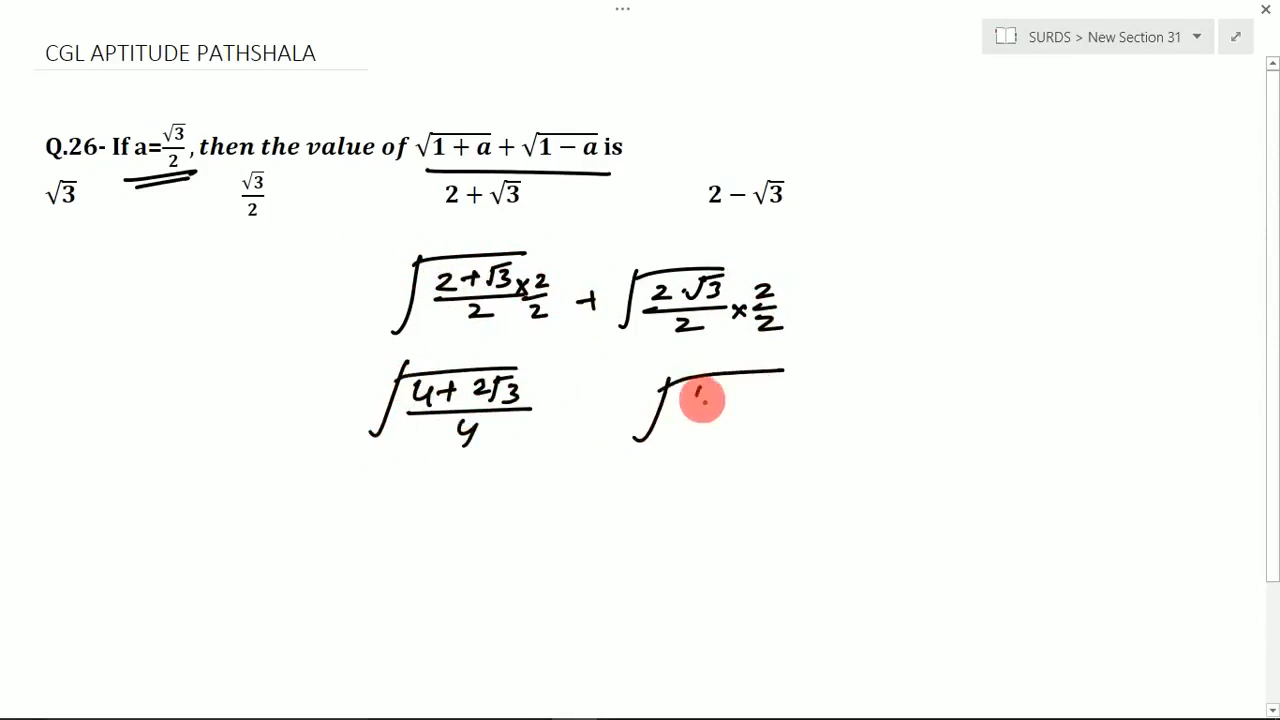 ...
SURDS > New Section 31
CGL APTITUDE PATHSHALA
Q.26- If a=√3/2, then the value of √(1 + a) + √(1 − a) is
√3 √3/2 2 + √3 2 − √3
√((2 + √3)/2 × 2/2) + √((2 √3)/2 × 2/2)
√((4 + 2√3)/4) √